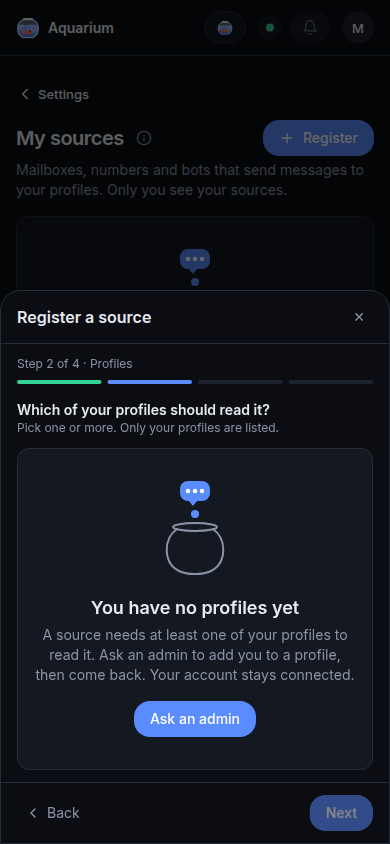 Aquarium
M
Settings
My sources
Register
Mailboxes, numbers and bots that send messages to
your profiles. Only you see your sources.
Register a source
Step 2 of 4 · Profiles
Which of your profiles should read it?
Pick one or more. Only your profiles are listed.
You have no profiles yet
A source needs at least one of your profiles to
read it. Ask an admin to add you to a profile,
then come back. Your account stays connected.
Ask an admin
Back
Next